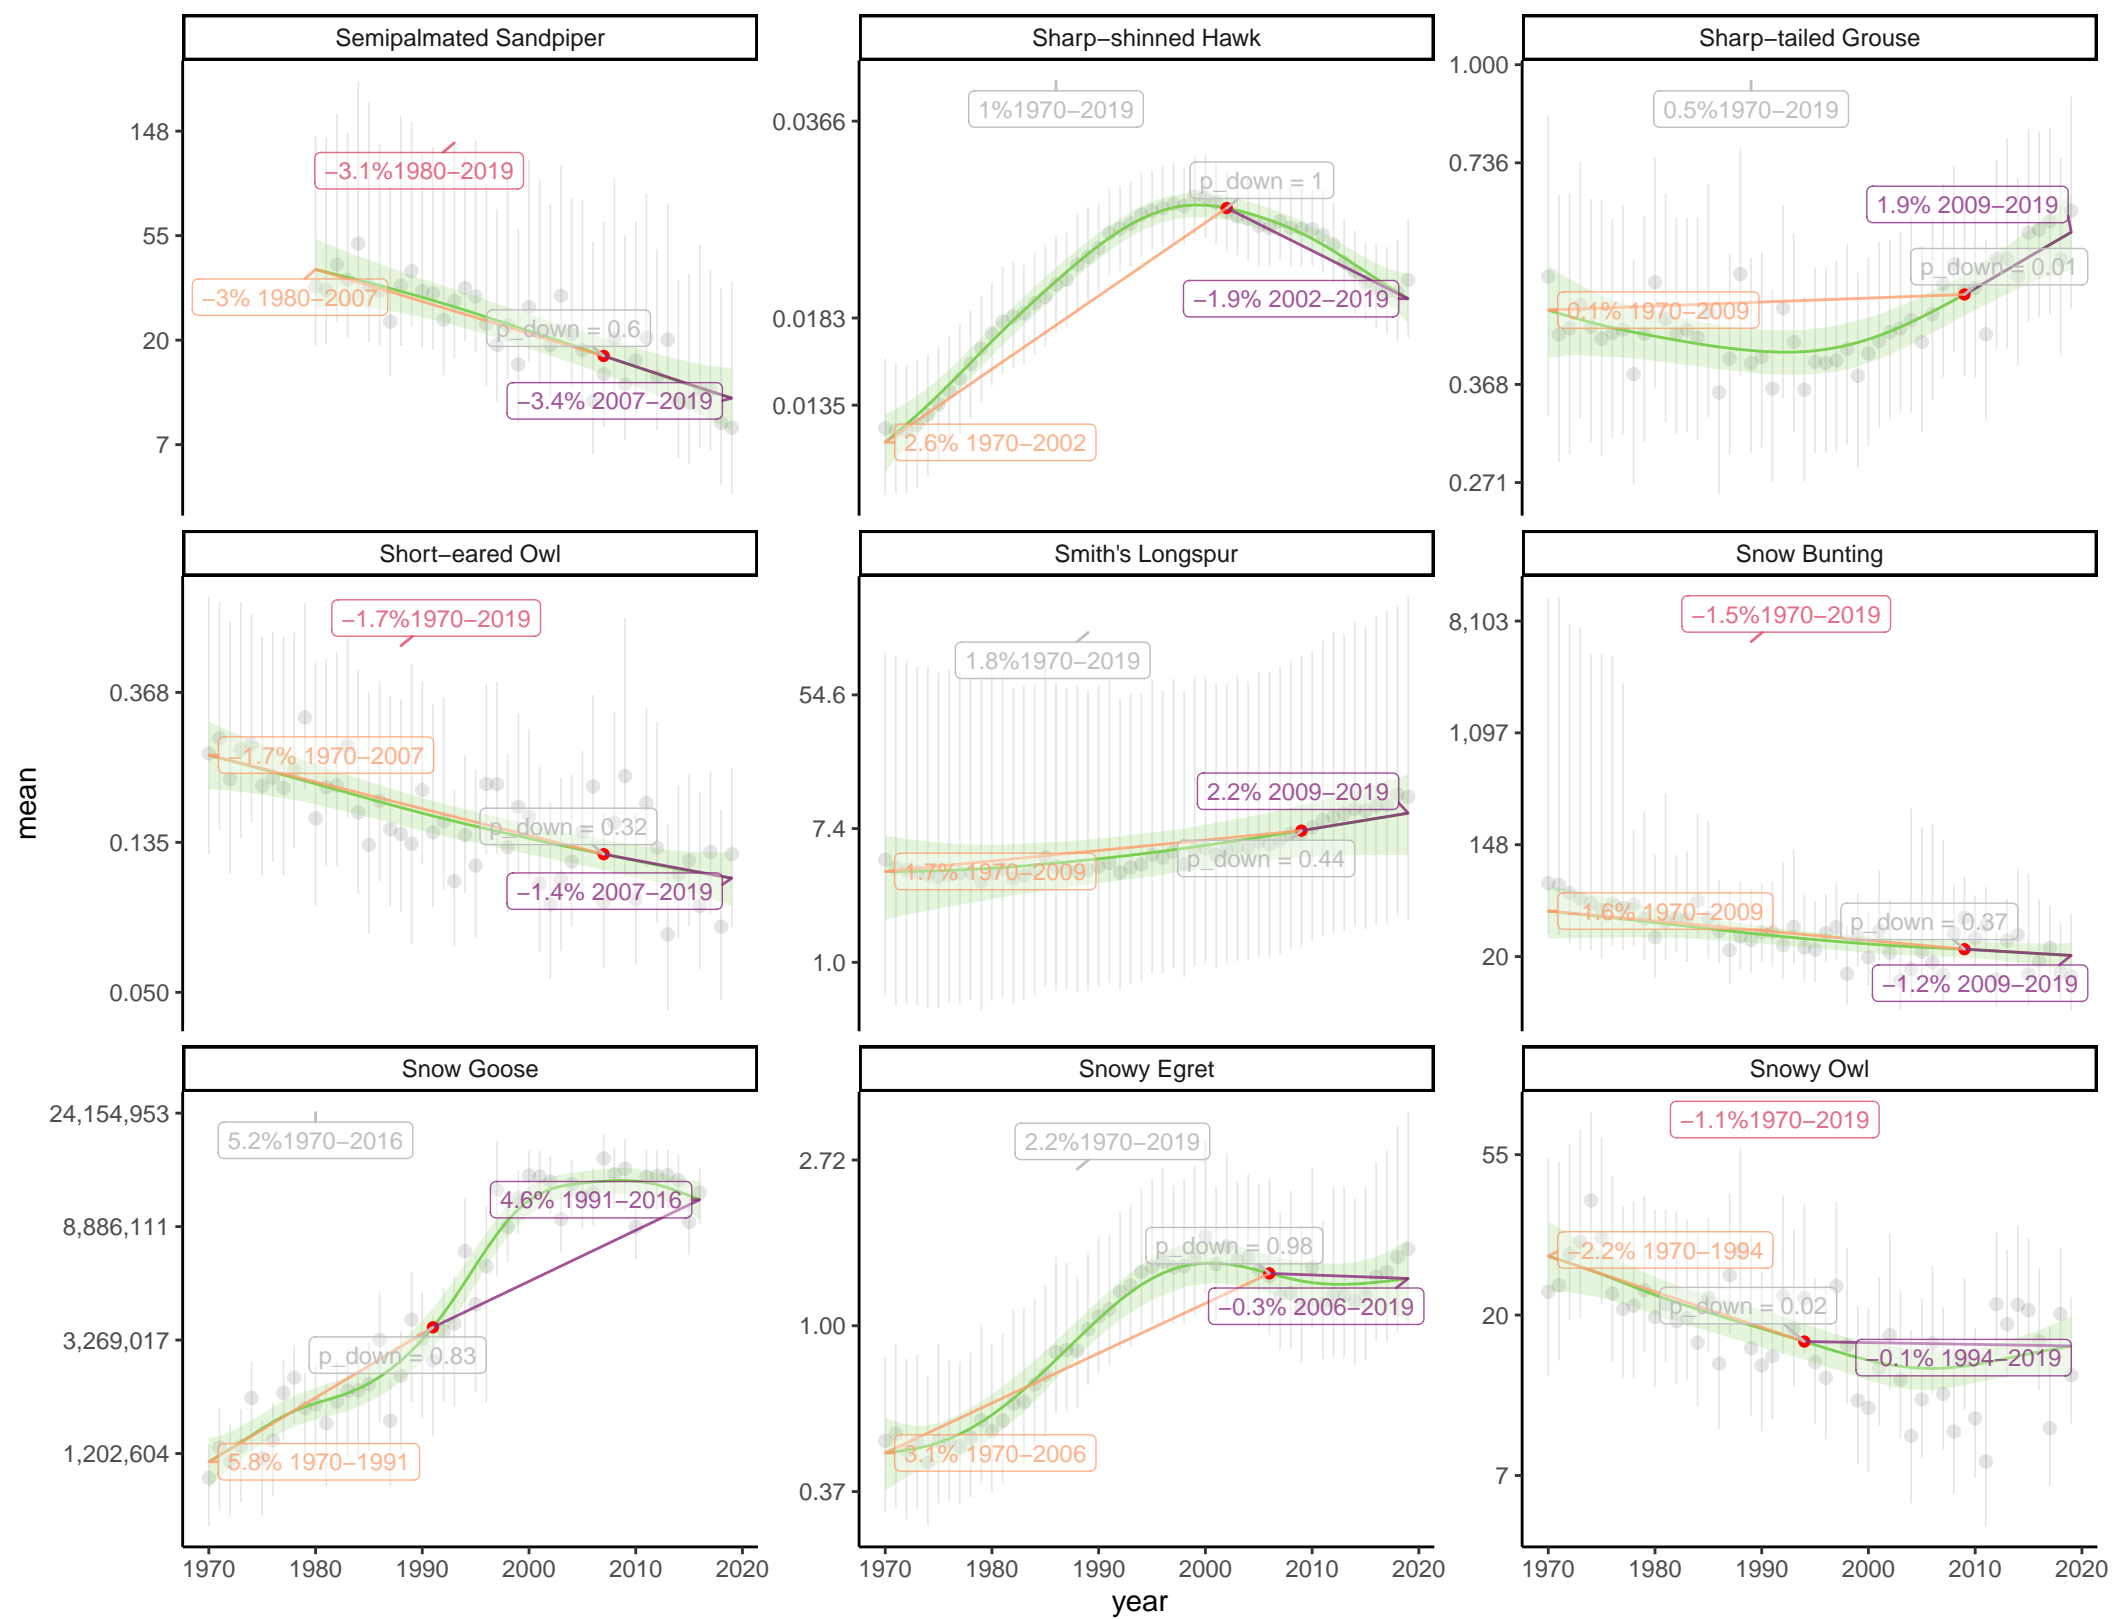 Semipalmated Sandpiper
148
55
20
7
−3.1%1980−2019
−3% 1980−2007
p_down = 0.6
−3.4% 2007−2019
Sharp−shinned Hawk
0.0366
0.0183
0.0135
1%1970−2019
p_down = 1
−1.9% 2002−2019
2.6% 1970−2002
Sharp−tailed Grouse
1.000
0.736
0.368
0.271
0.5%1970−2019
1.9% 2009−2019
p_down = 0.01
0.1% 1970−2009
Short−eared Owl
0.368
0.135
0.050
−1.7%1970−2019
−1.7% 1970−2007
p_down = 0.32
−1.4% 2007−2019
Smith's Longspur
54.6
7.4
1.0
1.8%1970−2019
2.2% 2009−2019
p_down = 0.44
1.7% 1970−2009
Snow Bunting
8,103
1,097
148
20
−1.5%1970−2019
−1.6% 1970−2009
p_down = 0.37
−1.2% 2009−2019
mean
Snow Goose
24,154,953
8,886,111
3,269,017
1,202,604
5.2%1970−2016
4.6% 1991−2016
p_down = 0.83
5.8% 1970−1991
1970 1980 1990 2000 2010 2020
Snowy Egret
2.72
1.00
0.37
2.2%1970−2019
p_down = 0.98
−0.3% 2006−2019
3.1% 1970−2006
1970 1980 1990 2000 2010 2020
Snowy Owl
55
20
7
−1.1%1970−2019
−2.2% 1970−1994
p_down = 0.02
−0.1% 1994−2019
1970 1980 1990 2000 2010 2020
year